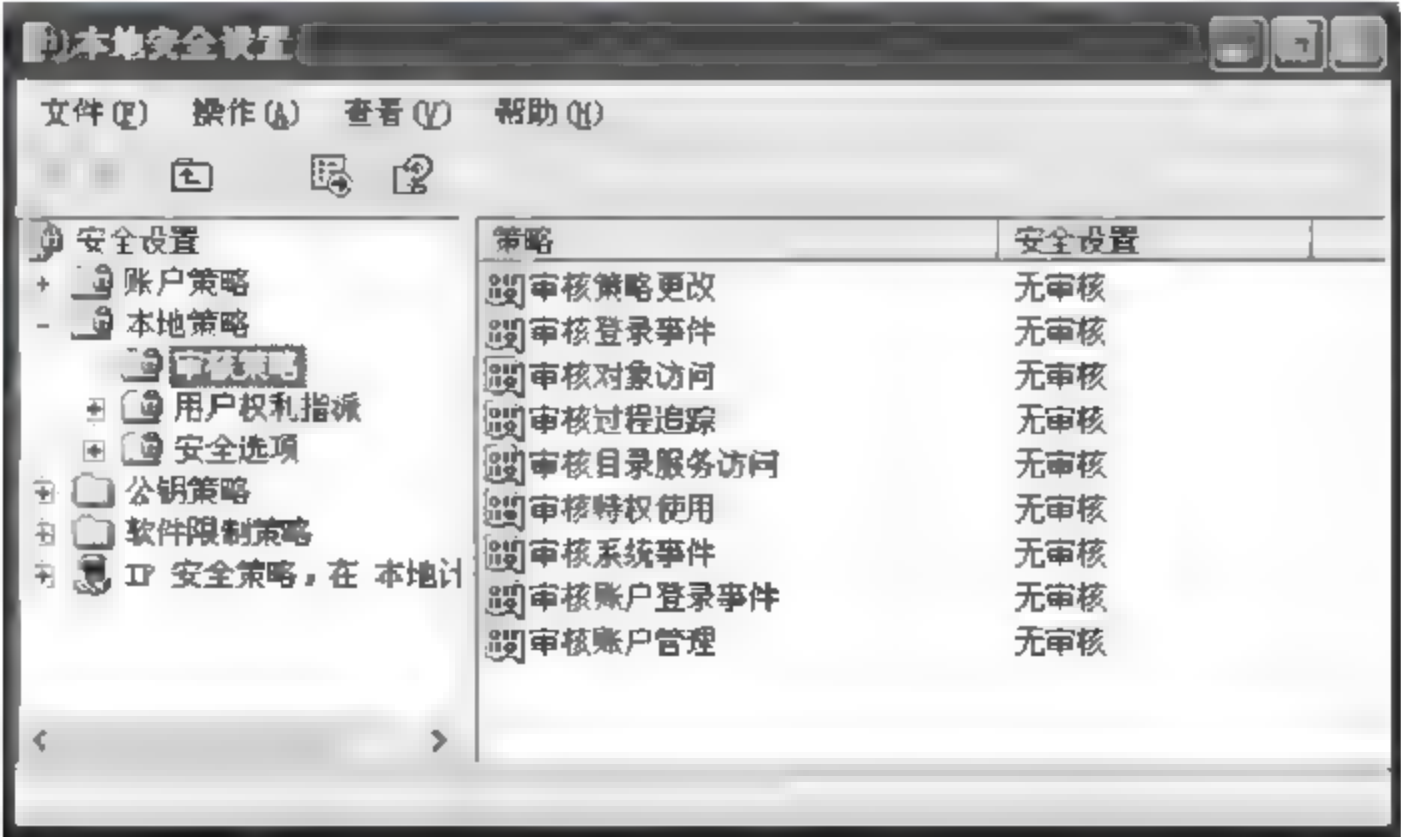 本地安全设置
文件(F) 操作(A) 查看(V) 帮助(H)
安全设置
账户策略
本地策略
审核策略
用户权利指派
安全选项
公钥策略
软件限制策略
IP 安全策略，在 本地计
策略 安全设置
审核策略更改 无审核
审核登录事件 无审核
审核对象访问 无审核
审核过程追踪 无审核
审核目录服务访问 无审核
审核特权使用 无审核
审核系统事件 无审核
审核账户登录事件 无审核
审核账户管理 无审核